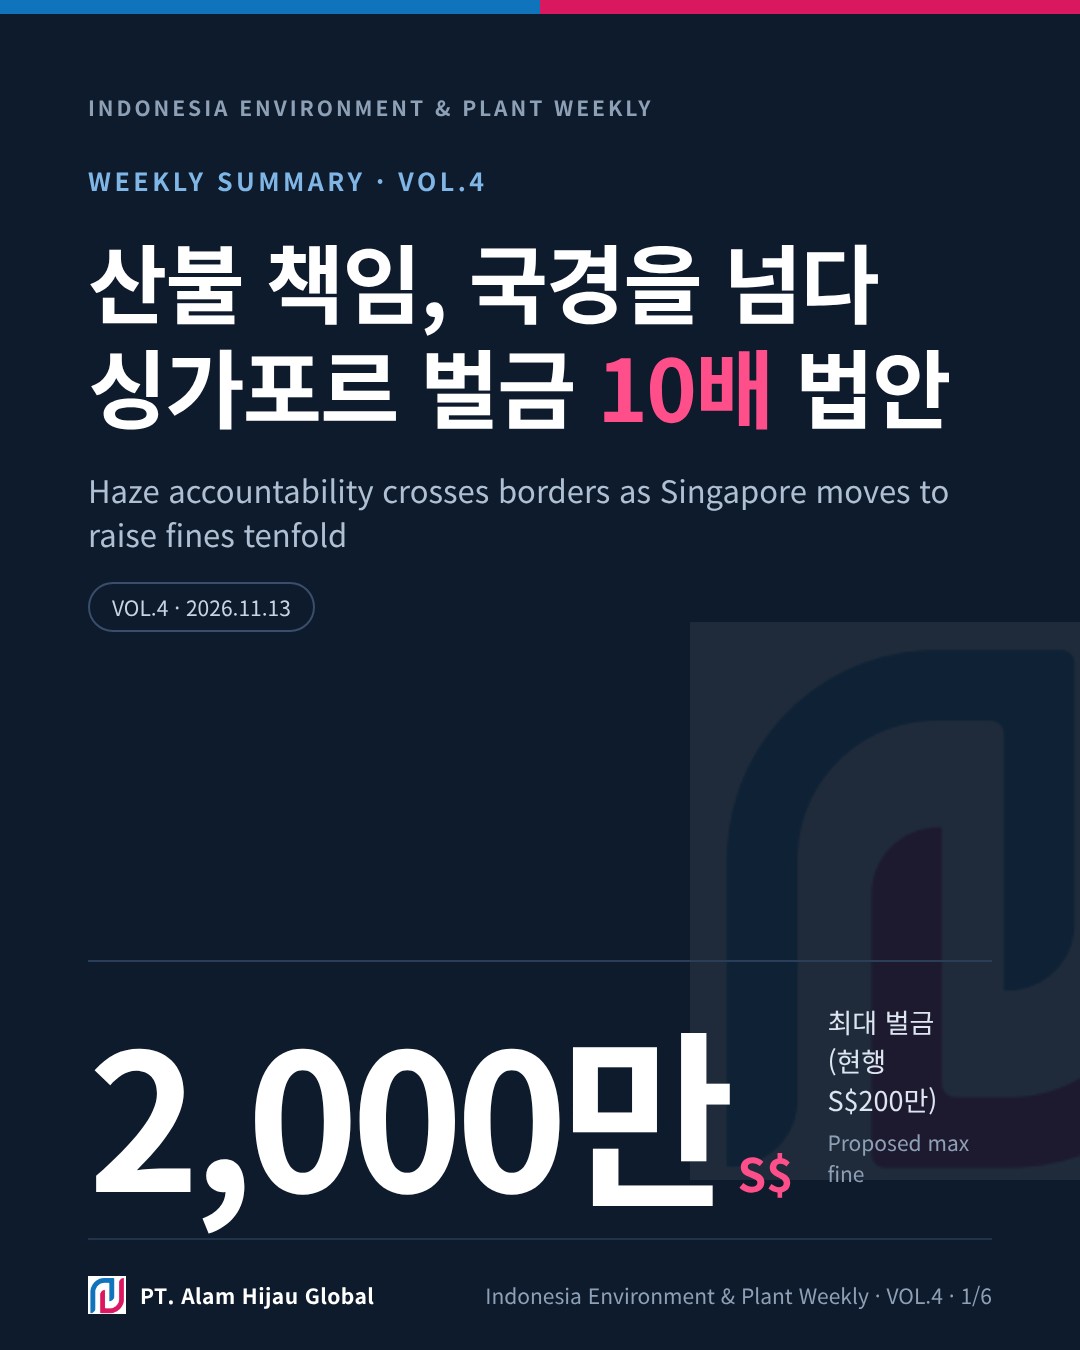 INDONESIA ENVIRONMENT & PLANT WEEKLY
WEEKLY SUMMARY · VOL.4
산불 책임, 국경을 넘다
싱가포르 벌금 10배 법안
Haze accountability crosses borders as Singapore moves to
raise fines tenfold
VOL.4 · 2026.11.13
2,000만 S$
최대 벌금
(현행
S$200만)
Proposed max
fine
PT. Alam Hijau Global
Indonesia Environment & Plant Weekly · VOL.4 · 1/6